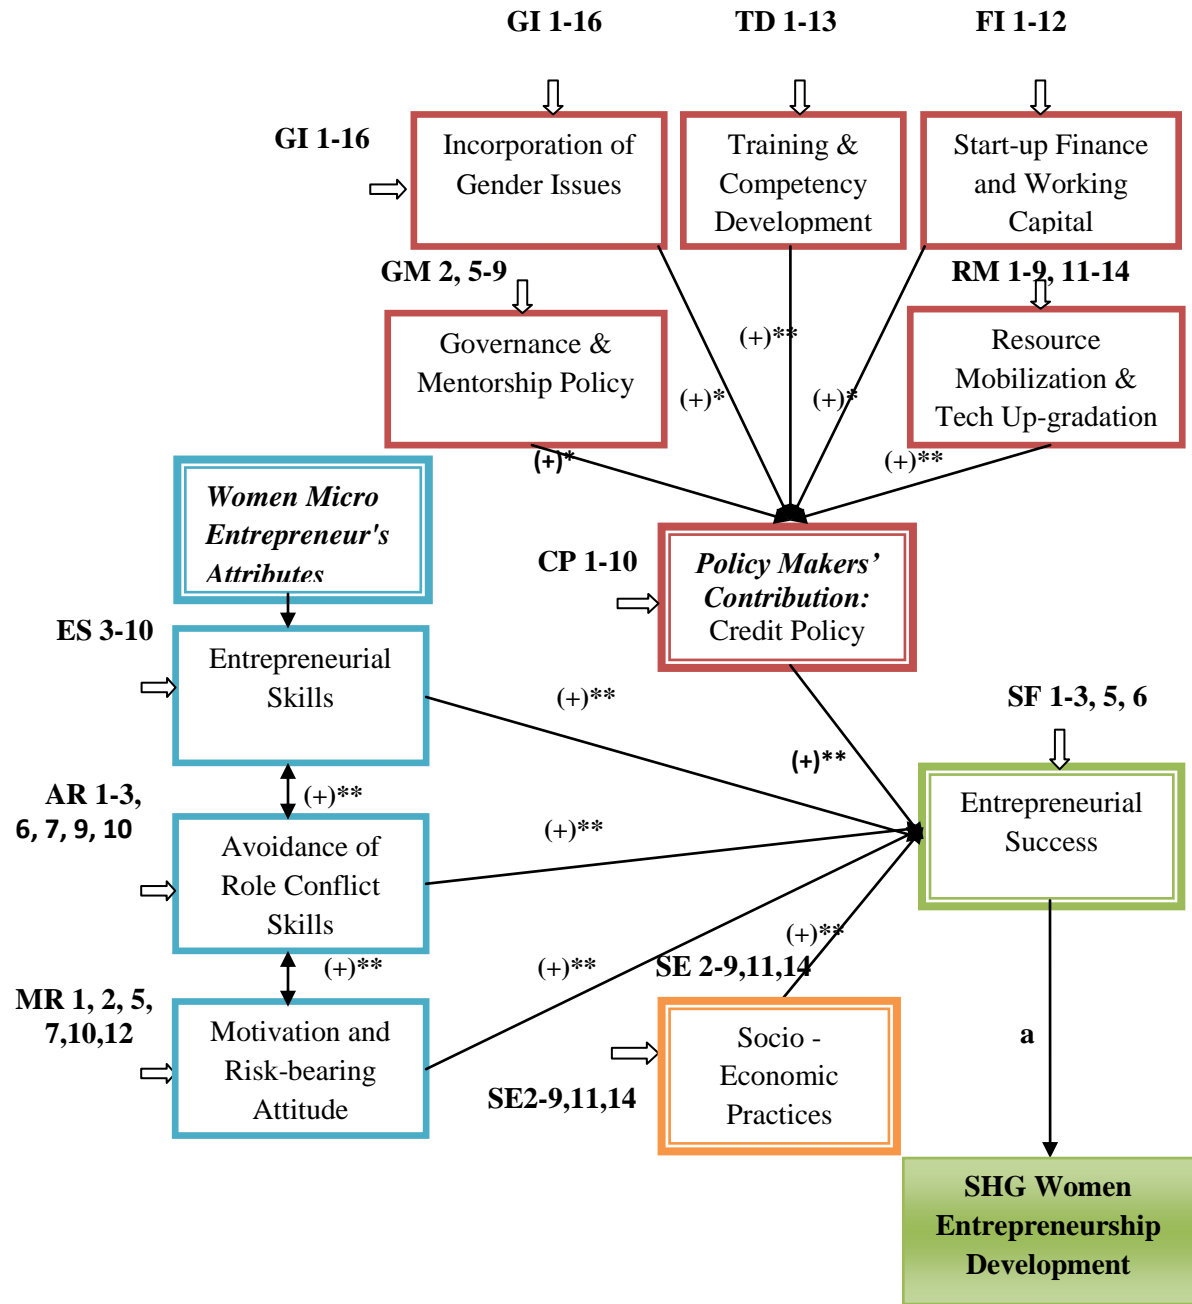 GI 1-16
TD 1-13
FI 1-12
GI 1-16
Incorporation of
Gender Issues
Training &
Competency
Development
Start-up Finance
and Working
Capital
GM 2, 5-9
RM 1-9, 11-14
Governance &
Mentorship Policy
Resource
Mobilization &
Tech Up-gradation
(+)**
(+)*
(+)*
(+)*
(+)**
Women Micro
Entrepreneur's
Attributes
CP 1-10
Policy Makers’
Contribution:
Credit Policy
ES 3-10
Entrepreneurial
Skills
(+)**
SF 1-3, 5, 6
(+)**
Entrepreneurial
Success
AR 1-3,
6, 7, 9, 10
(+)**
(+)**
Avoidance of
Role Conflict
Skills
(+)**
(+)**
(+)**
SE 2-9,11,14
MR 1, 2, 5,
7,10,12
Motivation and
Risk-bearing
Attitude
SE2-9,11,14
Socio -
Economic
Practices
a
SHG Women
Entrepreneurship
Development